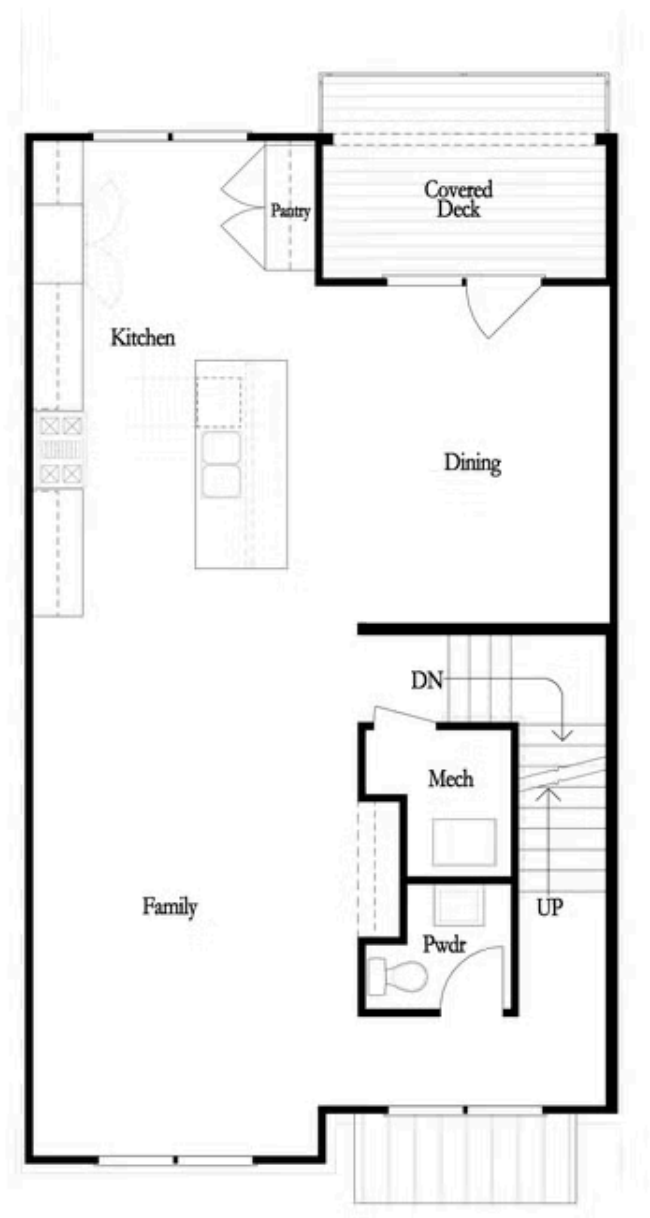 Covered
Deck
Pantry
Kitchen
Dining
DN
Mech
Family
UP
Pwdr